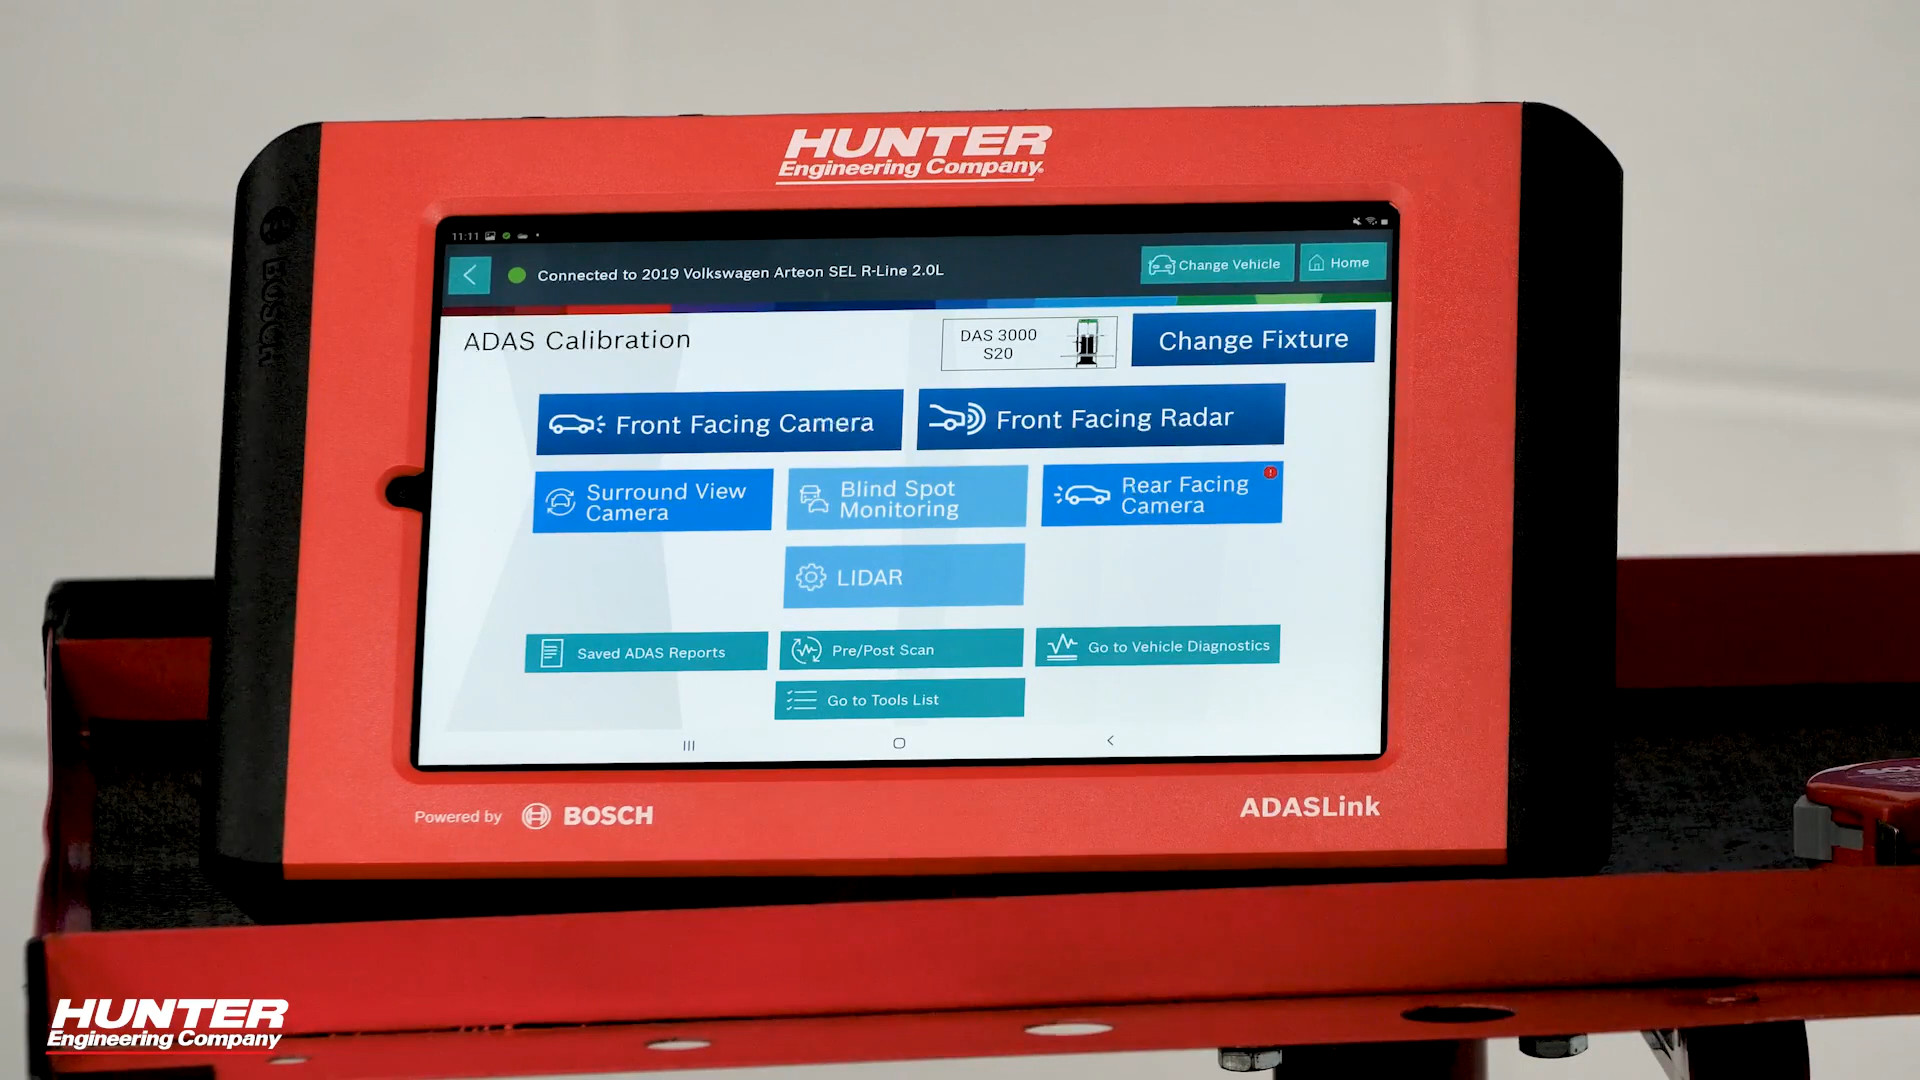 HUNTER
Engineering Company
11:11
Connected to 2019 Volkswagen Arteon SEL R-Line 2.0L
Change Vehicle
Home
ADAS Calibration
DAS 3000
S20
Change Fixture
Front Facing Camera
Front Facing Radar
Surround View
Camera
Blind Spot
Monitoring
Rear Facing
Camera
LIDAR
Saved ADAS Reports
Pre/Post Scan
Go to Vehicle Diagnostics
Go to Tools List
Powered by
BOSCH
ADASLink
BOSCH
HUNTER
Engineering Company